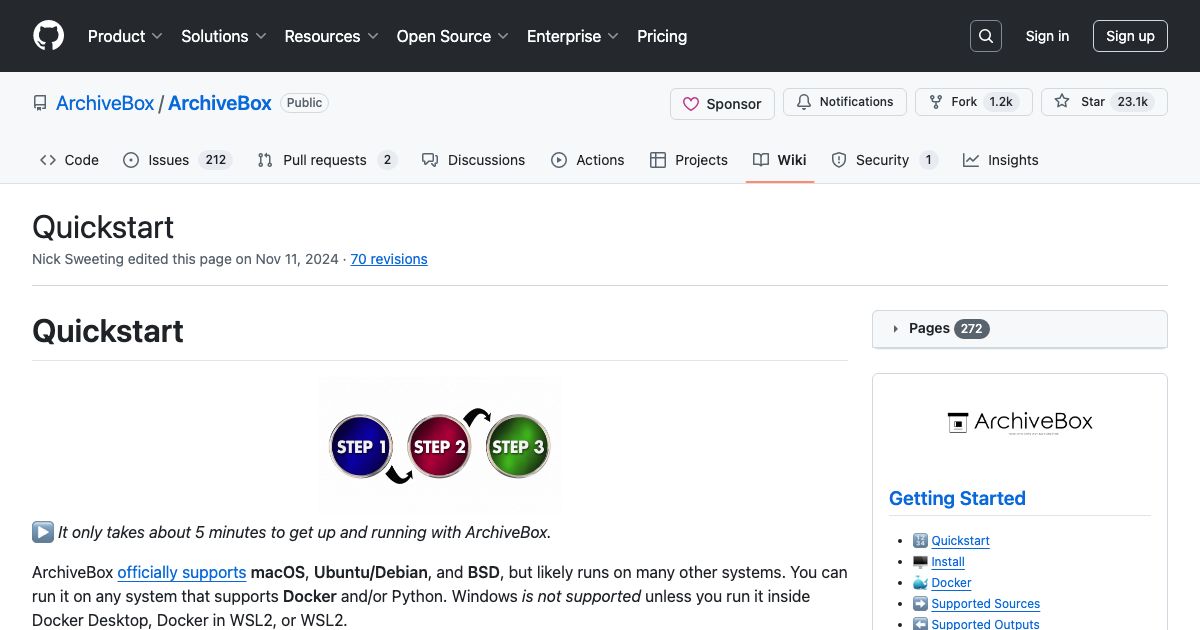 Product Solutions Resources Open Source Enterprise Pricing Sign in Sign up
ArchiveBox / ArchiveBox Public Sponsor Notifications Fork 1.2k Star 23.1k
Code Issues 212 Pull requests 2 Discussions Actions Projects Wiki Security 1 Insights
Quickstart
Nick Sweeting edited this page on Nov 11, 2024 · 70 revisions
Quickstart
STEP 1 STEP 2 STEP 3
It only takes about 5 minutes to get up and running with ArchiveBox.
ArchiveBox officially supports macOS, Ubuntu/Debian, and BSD, but likely runs on many other systems. You can
run it on any system that supports Docker and/or Python. Windows is not supported unless you run it inside
Docker Desktop, Docker in WSL2, or WSL2.
Pages 272
ArchiveBox
Getting Started
Quickstart
Install
Docker
Supported Sources
Supported Outputs